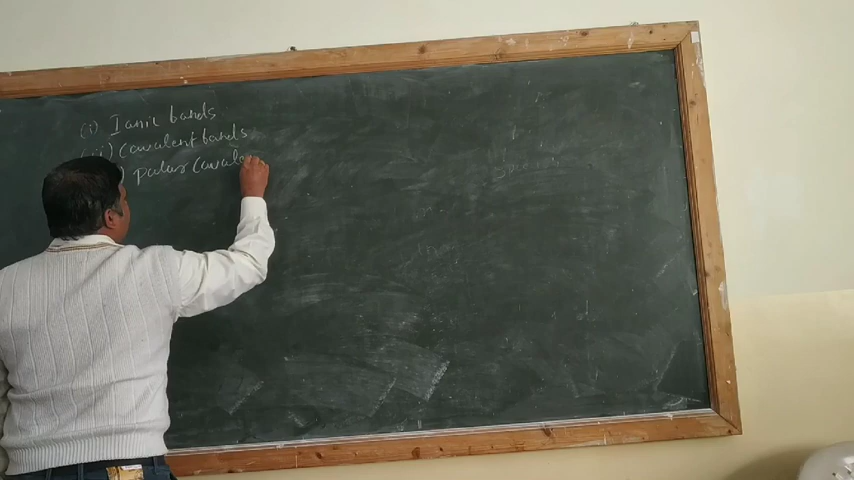 (i) Ionic bonds
(ii) Covalent bonds
polar Covale